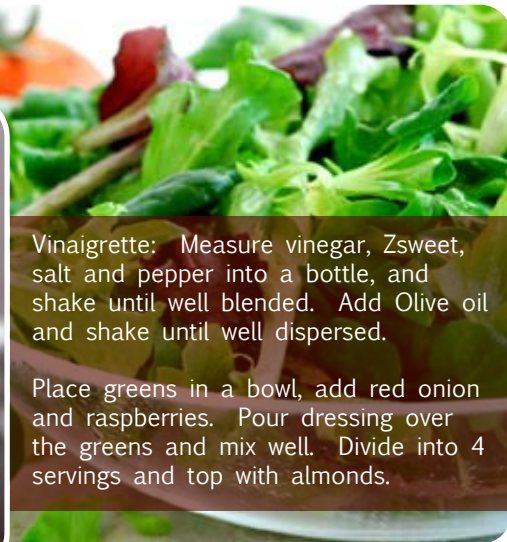 Vinaigrette: Measure vinegar, Zsweet,
salt and pepper into a bottle, and
shake until well blended. Add Olive oil
and shake until well dispersed.
Place greens in a bowl, add red onion
and raspberries. Pour dressing over
the greens and mix well. Divide into 4
servings and top with almonds.